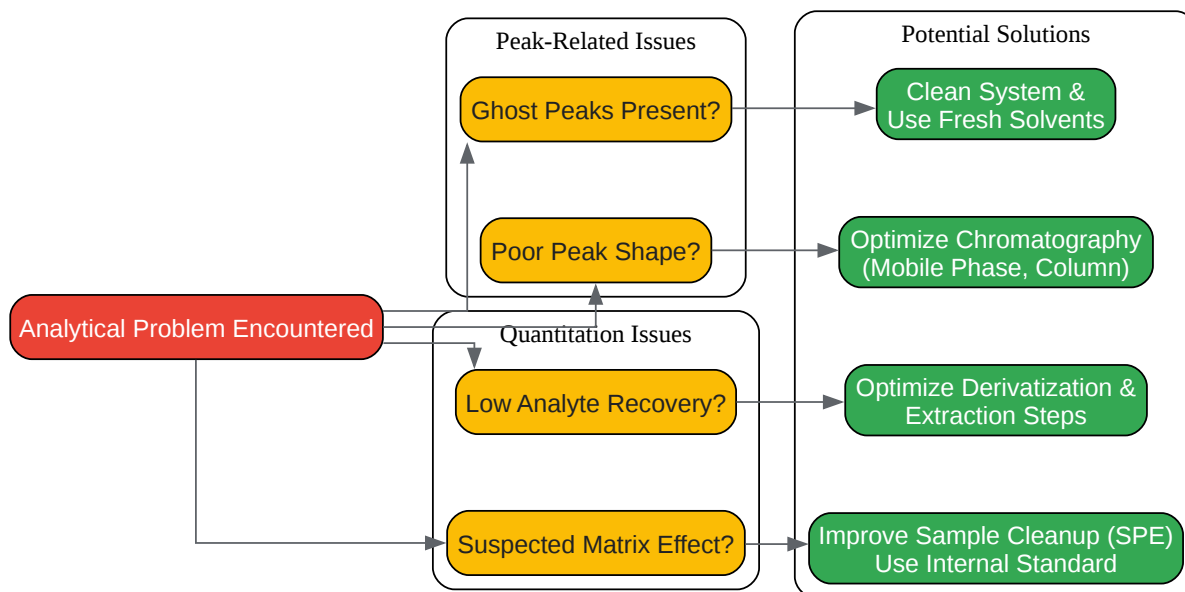 Peak-Related Issues
Ghost Peaks Present?
Poor Peak Shape?
Analytical Problem Encountered
Quantitation Issues
Low Analyte Recovery?
Suspected Matrix Effect?
Potential Solutions
Clean System &
Use Fresh Solvents
Optimize Chromatography
(Mobile Phase, Column)
Optimize Derivatization &
Extraction Steps
Improve Sample Cleanup (SPE)
Use Internal Standard